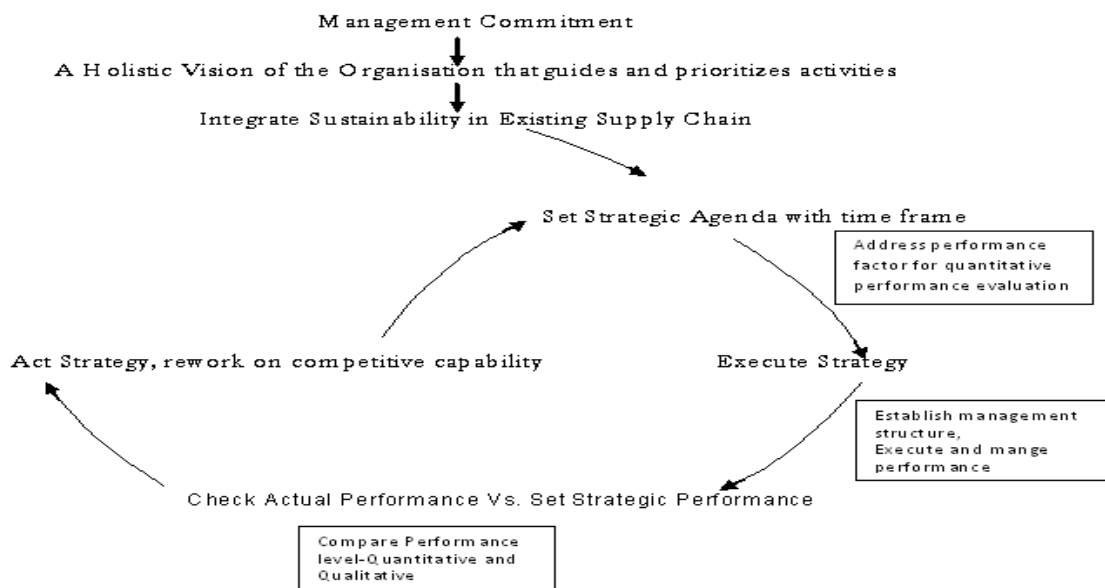 Management Commitment
A Holistic Vision of the Organisation that guides and prioritizes activities
Integrate Sustainability in Existing Supply Chain
Set Strategic Agenda with time frame
Address performance
factor for quantitative
performance evaluation
Act Strategy, rework on competitive capability
Execute Strategy
Establish management
structure,
Execute and mange
performance
Check Actual Performance Vs. Set Strategic Performance
Compare Performance
level-Quantitative and
Qualitative